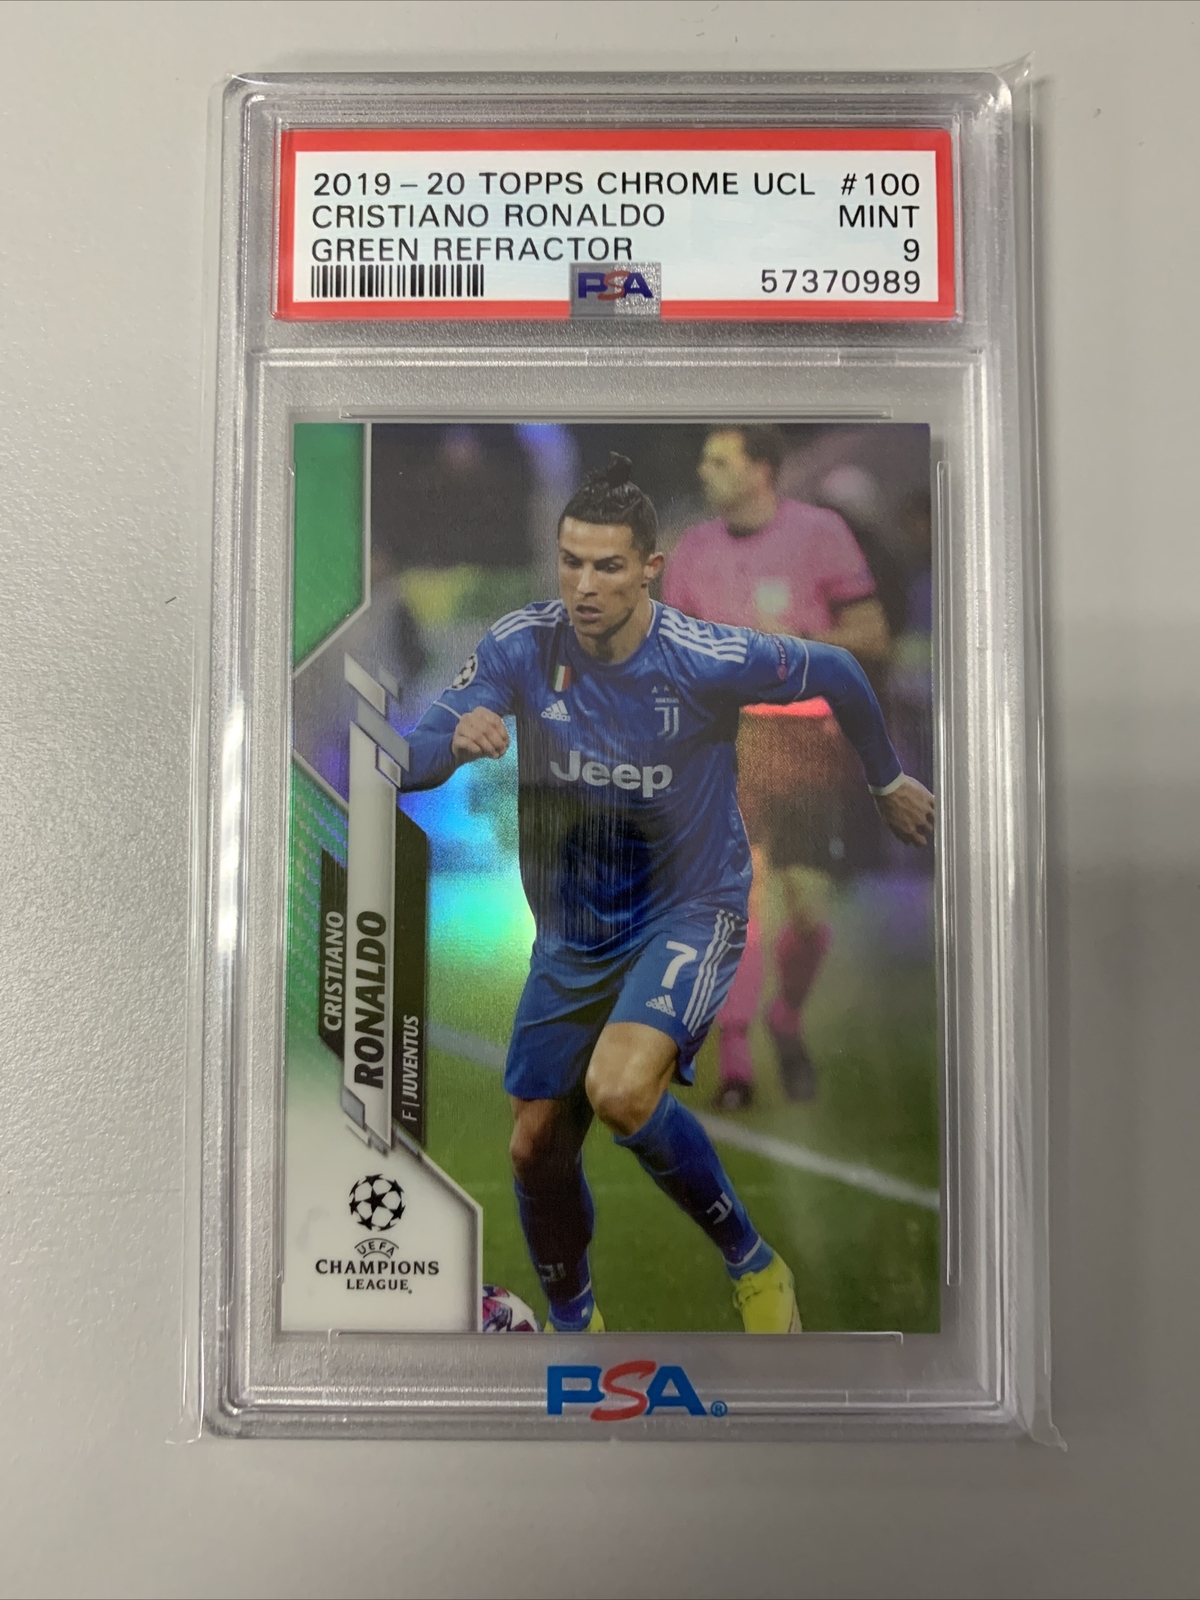 2019-20 TOPPS CHROME UCL #100
CRISTIANO RONALDO MINT
GREEN REFRACTOR 9
PSA 57370989
adidas
Jeep
7
CRISTIANO
RONALDO
F | JUVENTUS
UEFA
CHAMPIONS
LEAGUE®
PSA®